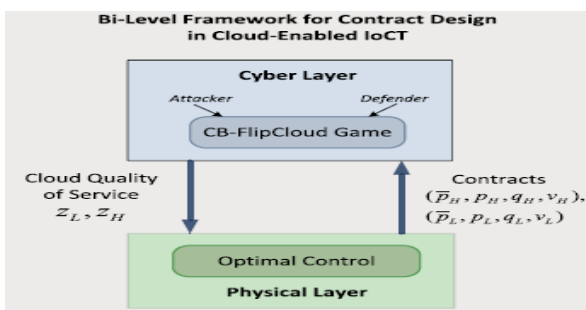 Bi-Level Framework for Contract Design
in Cloud-Enabled IoCT
Cyber Layer
Attacker
Defender
CB-FlipCloud Game
Cloud Quality
of Service
z_L, z_H
Contracts
(p̅_H, p_H, q_H, v_H),
(p̅_L, p_L, q_L, v_L)
Optimal Control
Physical Layer